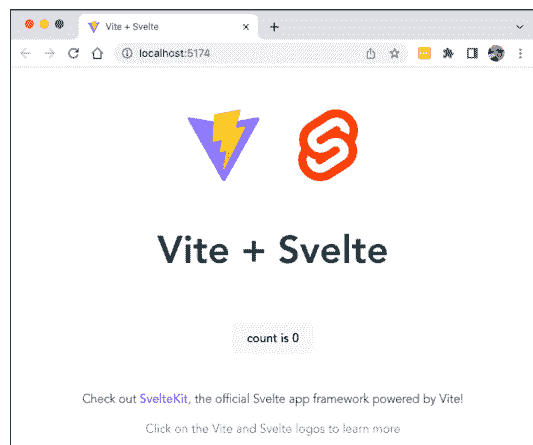 Vite + Svelte
localhost:5174
Vite + Svelte
count is 0
Check out SvelteKit, the official Svelte app framework powered by Vite!
Click on the Vite and Svelte logos to learn more